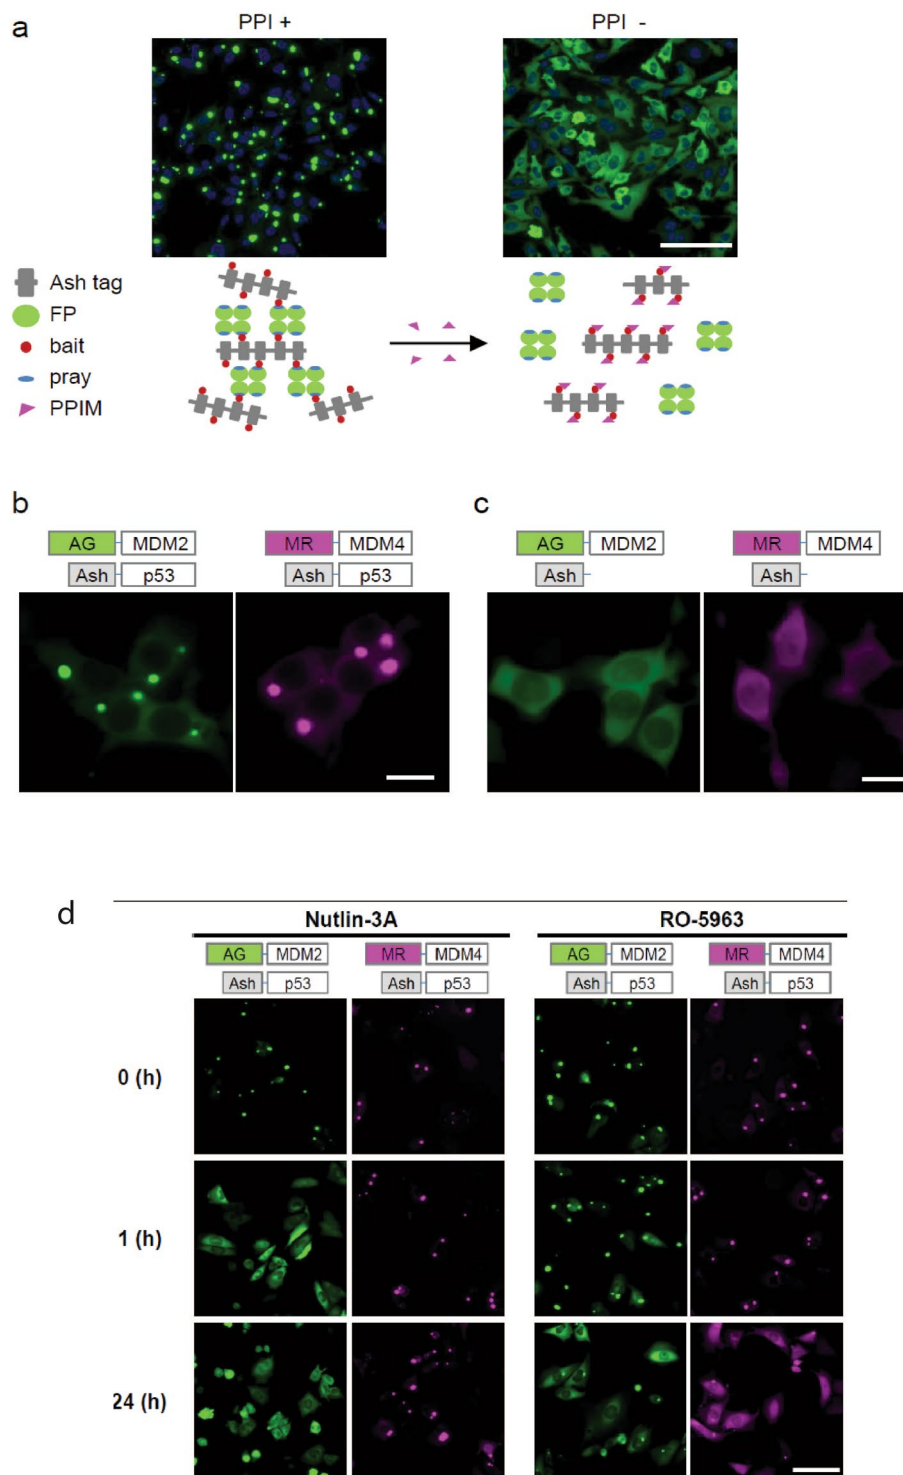 a
PPI +
PPI -
Ash tag
FP
bait
pray
PPIM
b
AG MDM2
Ash p53
MR MDM4
Ash p53
c
AG MDM2
Ash
MR MDM4
Ash
d
Nutlin-3A
RO-5963
AG MDM2
Ash p53
MR MDM4
Ash p53
AG MDM2
Ash p53
MR MDM4
Ash p53
0 (h)
1 (h)
24 (h)